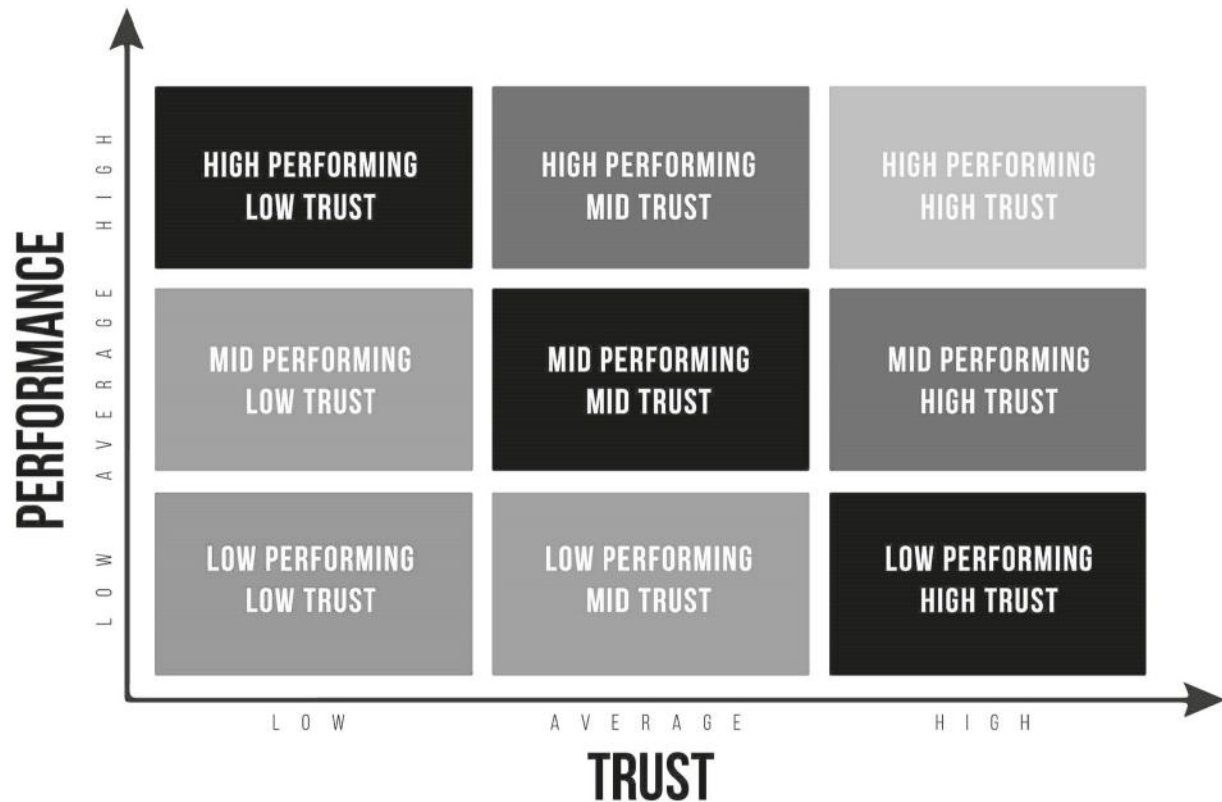 PERFORMANCE
HIGH
AVERAGE
LOW
HIGH PERFORMING
LOW TRUST
HIGH PERFORMING
MID TRUST
HIGH PERFORMING
HIGH TRUST
MID PERFORMING
LOW TRUST
MID PERFORMING
MID TRUST
MID PERFORMING
HIGH TRUST
LOW PERFORMING
LOW TRUST
LOW PERFORMING
MID TRUST
LOW PERFORMING
HIGH TRUST
LOW
AVERAGE
HIGH
TRUST